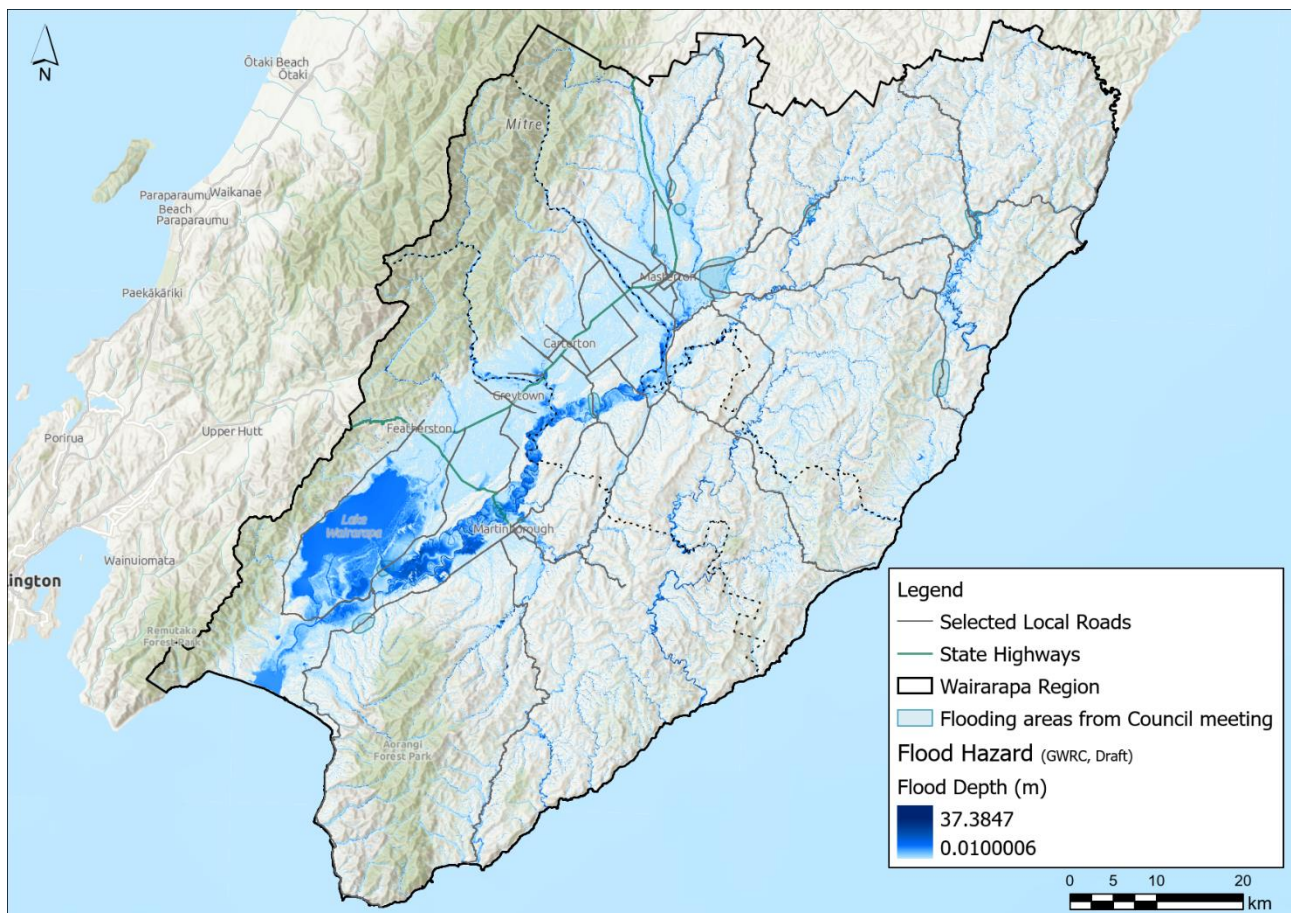 N
Ōtaki Beach
Ōtaki
Mitre
Paraparaumu
Beach
Paraparaumu
Waikanae
Paekākāriki
Masterton
Carterton
Greytown
Featherston
Porirua
Upper Hutt
Lake
Wairarapa
Martinborough
Wainuiomata
ington
Remutaka
Forest Park
Aorangi
Forest Park
Legend
Selected Local Roads
State Highways
Wairarapa Region
Flooding areas from Council meeting
Flood Hazard (GWRC, Draft)
Flood Depth (m)
37.3847
0.0100006
0 5 10 20
km